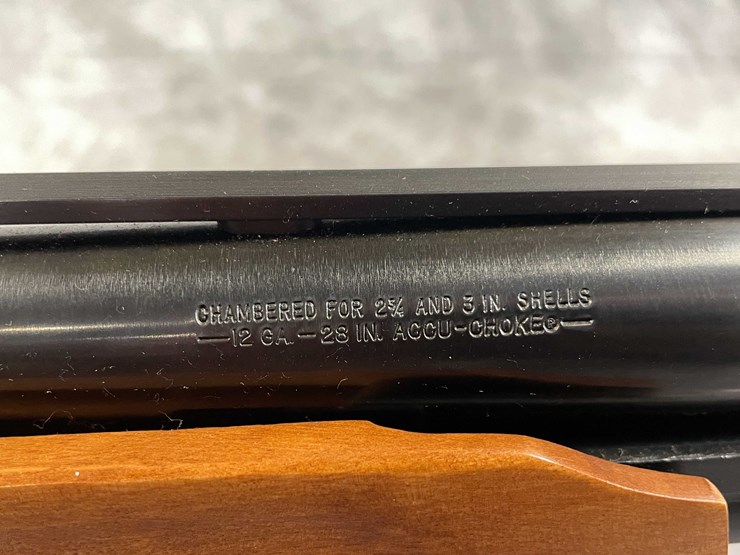 CHAMBERED FOR 2¾ AND 3 IN. SHELLS
—12 GA.—28 IN. ACCU-CHOKE®—